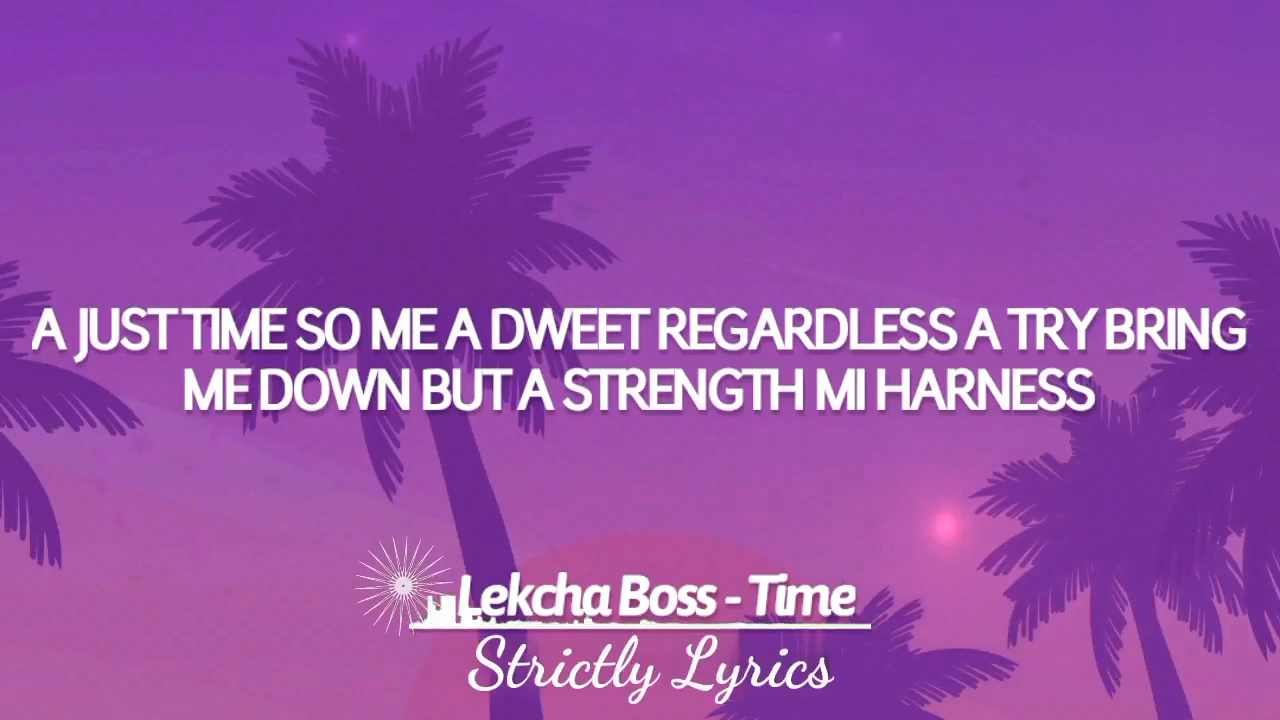 A JUST TIME SO ME A DWEET REGARDLESS A TRY BRING
ME DOWN BUT A STRENGTH MI HARNESS
Lekcha Boss - Time
Strictly Lyrics